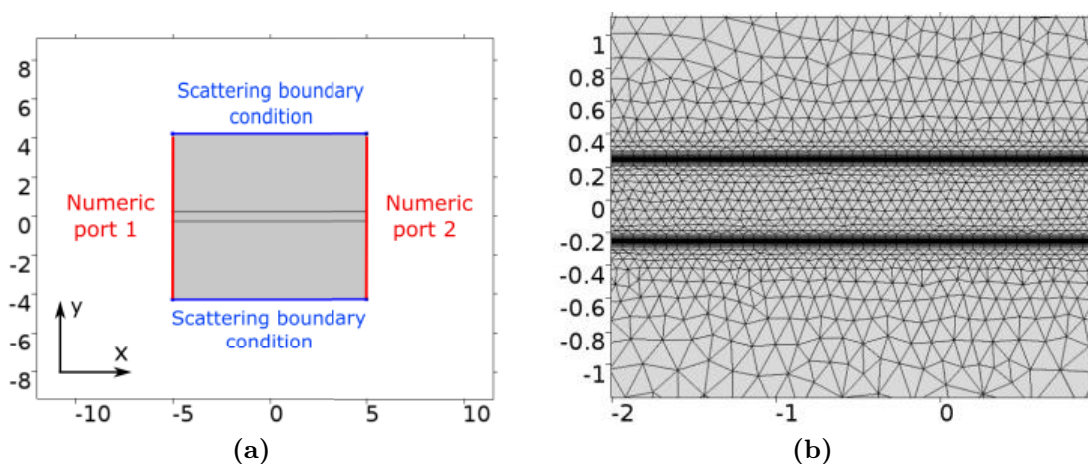 8
6
4
2
0
-2
-4
-6
-8
Scattering boundary
condition
Numeric
port 1
Numeric
port 2
Scattering boundary
condition
y
x
-10
-5
0
5
10
(a)
1
0.8
0.6
0.4
0.2
0
-0.2
-0.4
-0.6
-0.8
-1
-2
-1
0
(b)